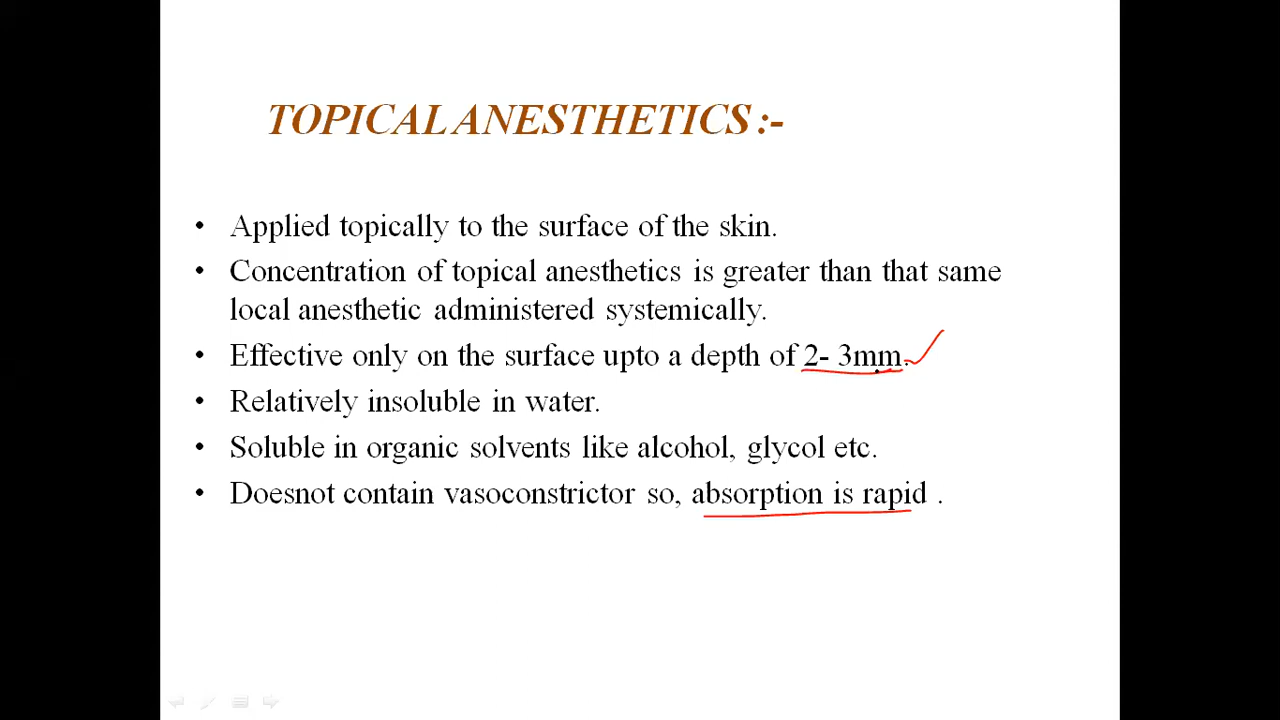 TOPICAL ANESTHETICS :-
• Applied topically to the surface of the skin.
• Concentration of topical anesthetics is greater than that same
local anesthetic administered systemically.
• Effective only on the surface upto a depth of 2- 3mm.
• Relatively insoluble in water.
• Soluble in organic solvents like alcohol, glycol etc.
• Doesnot contain vasoconstrictor so, absorption is rapid .